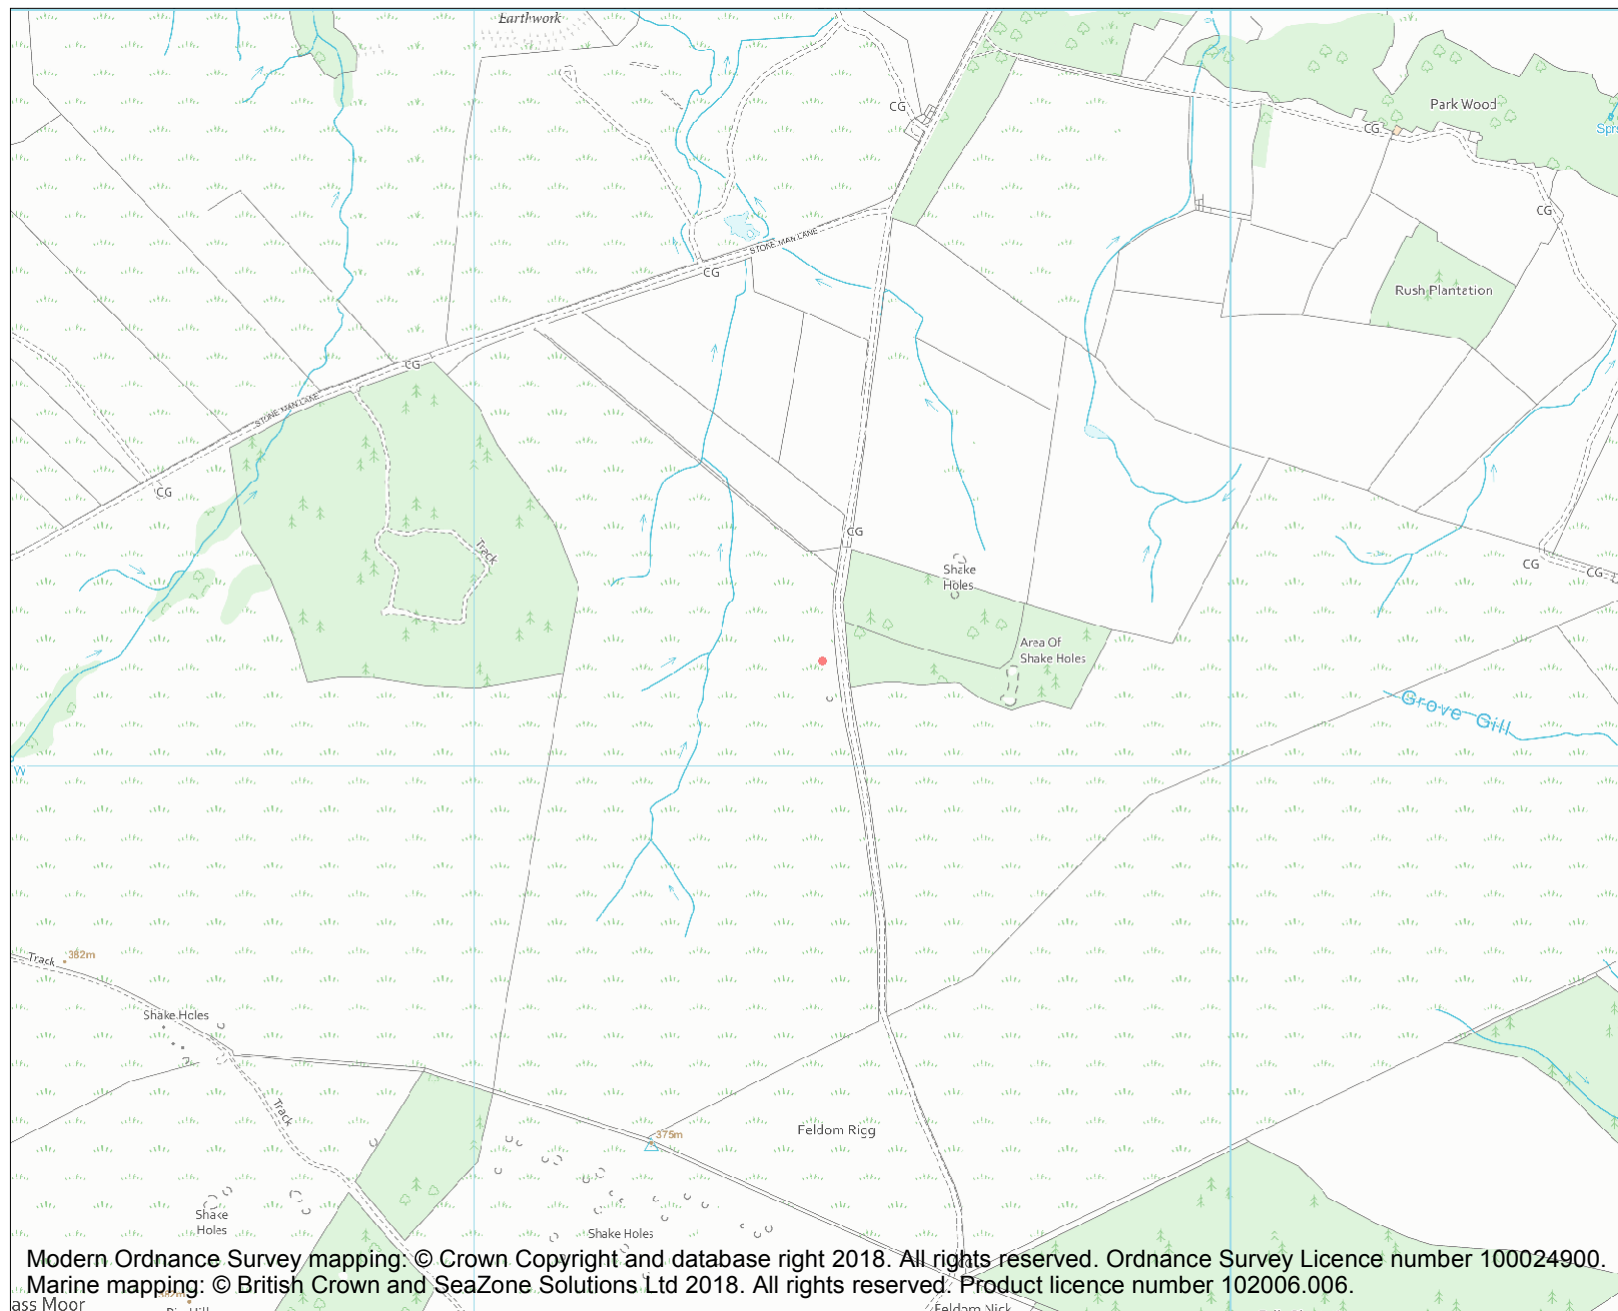 Earthwork
CG
Park Wood
CG
Sprs
CG
STONE MAN LANE
CG
Rush Plantation
CG
STONE MAN LANE
CG
CG
Track
Shake
Holes
CG
CG
Area Of
Shake Holes
Grove Gill
W
Track
382m
Shake Holes
Track
375m
Feldom Rigg
Shake
Holes
Shake Holes
Modern Ordnance Survey mapping: © Crown Copyright and database right 2018. All rights reserved. Ordnance Survey Licence number 100024900.
Marine mapping: © British Crown and SeaZone Solutions Ltd 2018. All rights reserved. Product licence number 102006.006.
ass Moor
Feldom Nick